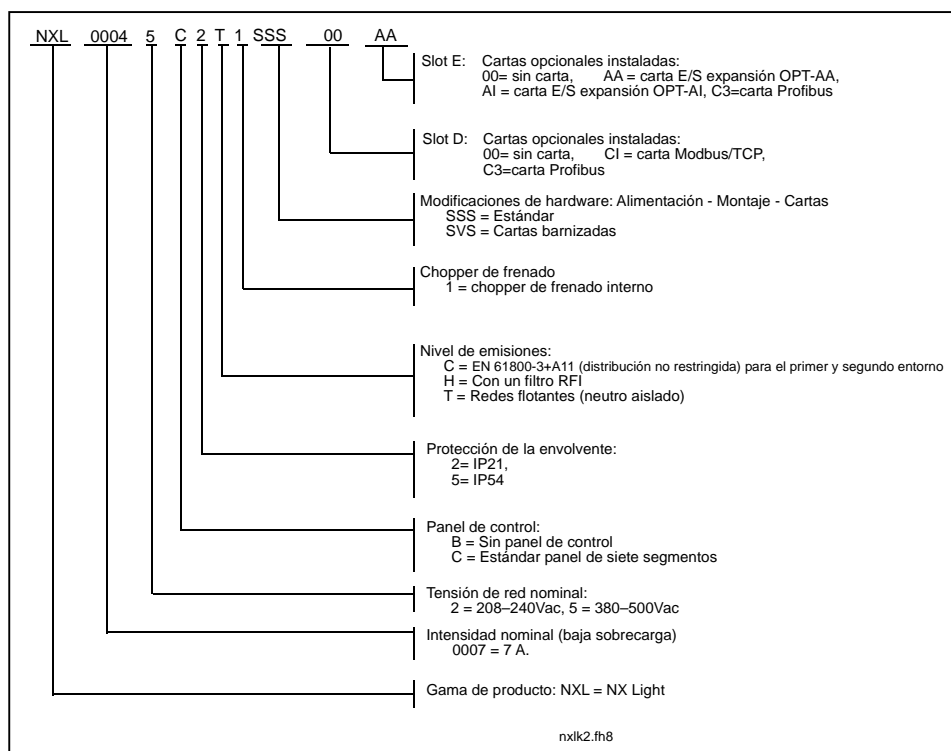 NXL 0004 5 C 2 T 1 SSS 00 AA
Slot E: Cartas opcionales instaladas:
00= sin carta, AA = carta E/S expansión OPT-AA,
AI = carta E/S expansión OPT-AI, C3=carta Profibus
Slot D: Cartas opcionales instaladas:
00= sin carta, CI = carta Modbus/TCP,
C3=carta Profibus
Modificaciones de hardware: Alimentación - Montaje - Cartas
SSS = Estándar
SVS = Cartas barnizadas
Chopper de frenado
1 = chopper de frenado interno
Nivel de emisiones:
C = EN 61800-3+A11 (distribución no restringida) para el primer y segundo entorno
H = Con un filtro RFI
T = Redes flotantes (neutro aislado)
Protección de la envolvente:
2= IP21,
5= IP54
Panel de control:
B = Sin panel de control
C = Estándar panel de siete segmentos
Tensión de red nominal:
2 = 208–240Vac, 5 = 380–500Vac
Intensidad nominal (baja sobrecarga)
0007 = 7 A.
Gama de producto: NXL = NX Light
nxlk2.fh8